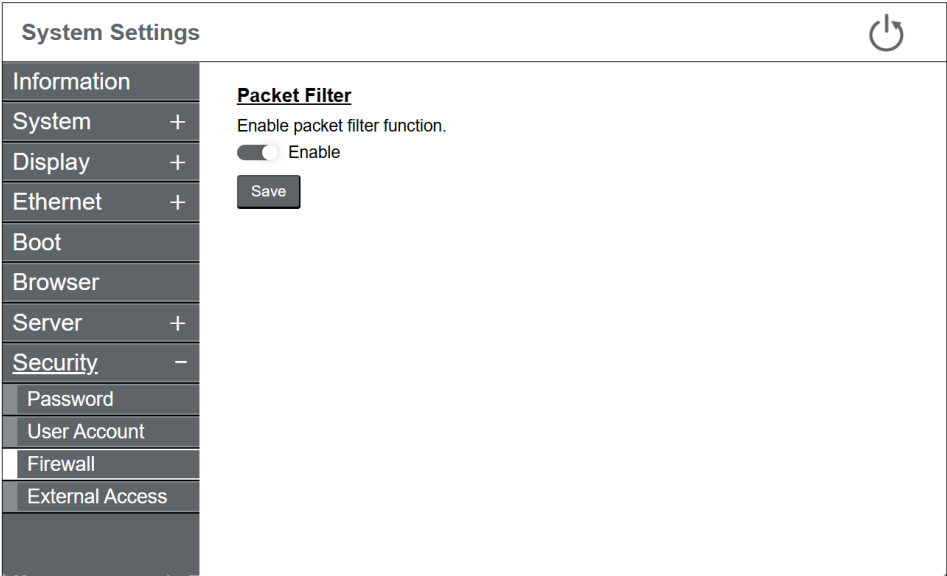 System Settings
Information
System +
Display +
Ethernet +
Boot
Browser
Server +
Security -
Password
User Account
Firewall
External Access
Packet Filter
Enable packet filter function.
Enable
Save